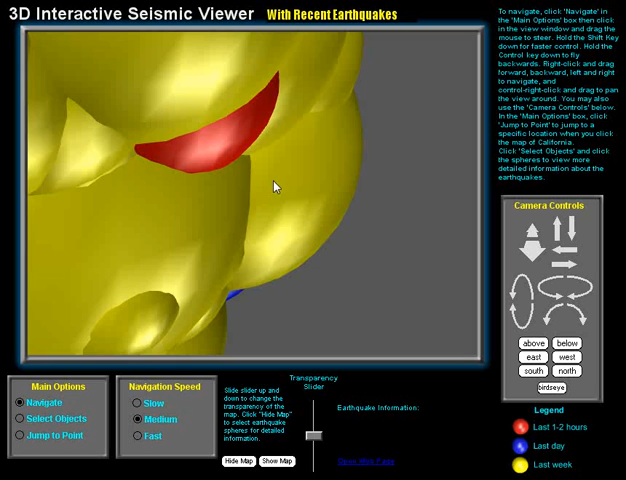 3D Interactive Seismic Viewer With Recent Earthquakes
To navigate, click 'Navigate' in
the 'Main Options' box then click
in the view window and drag the
mouse to steer. Hold the Shift Key
down for faster control. Hold the
Control key down to fly
backwards. Right-click and drag
forward, backward, left and right
to navigate, and
control-right-click and drag to pan
the view around. You may also
use the 'Camera Controls' below.
In the 'Main Options' box, click
'Jump to Point' to jump to a
specific location when you click
the map of California.
Click 'Select Objects' and click
the spheres to view more
detailed information about the
earthquakes.
Camera Controls
above below
east west
south north
birdseye
Legend
Last 1-2 hours
Last day
Last week
Main Options
Navigate
Select Objects
Jump to Point
Navigation Speed
Slow
Medium
Fast
Slide slider up and
down to change the
transparency of the
map. Click "Hide Map"
to select earthquake
spheres for detailed
information.
Hide Map Show Map
Transparency
Slider
Earthquake Information: